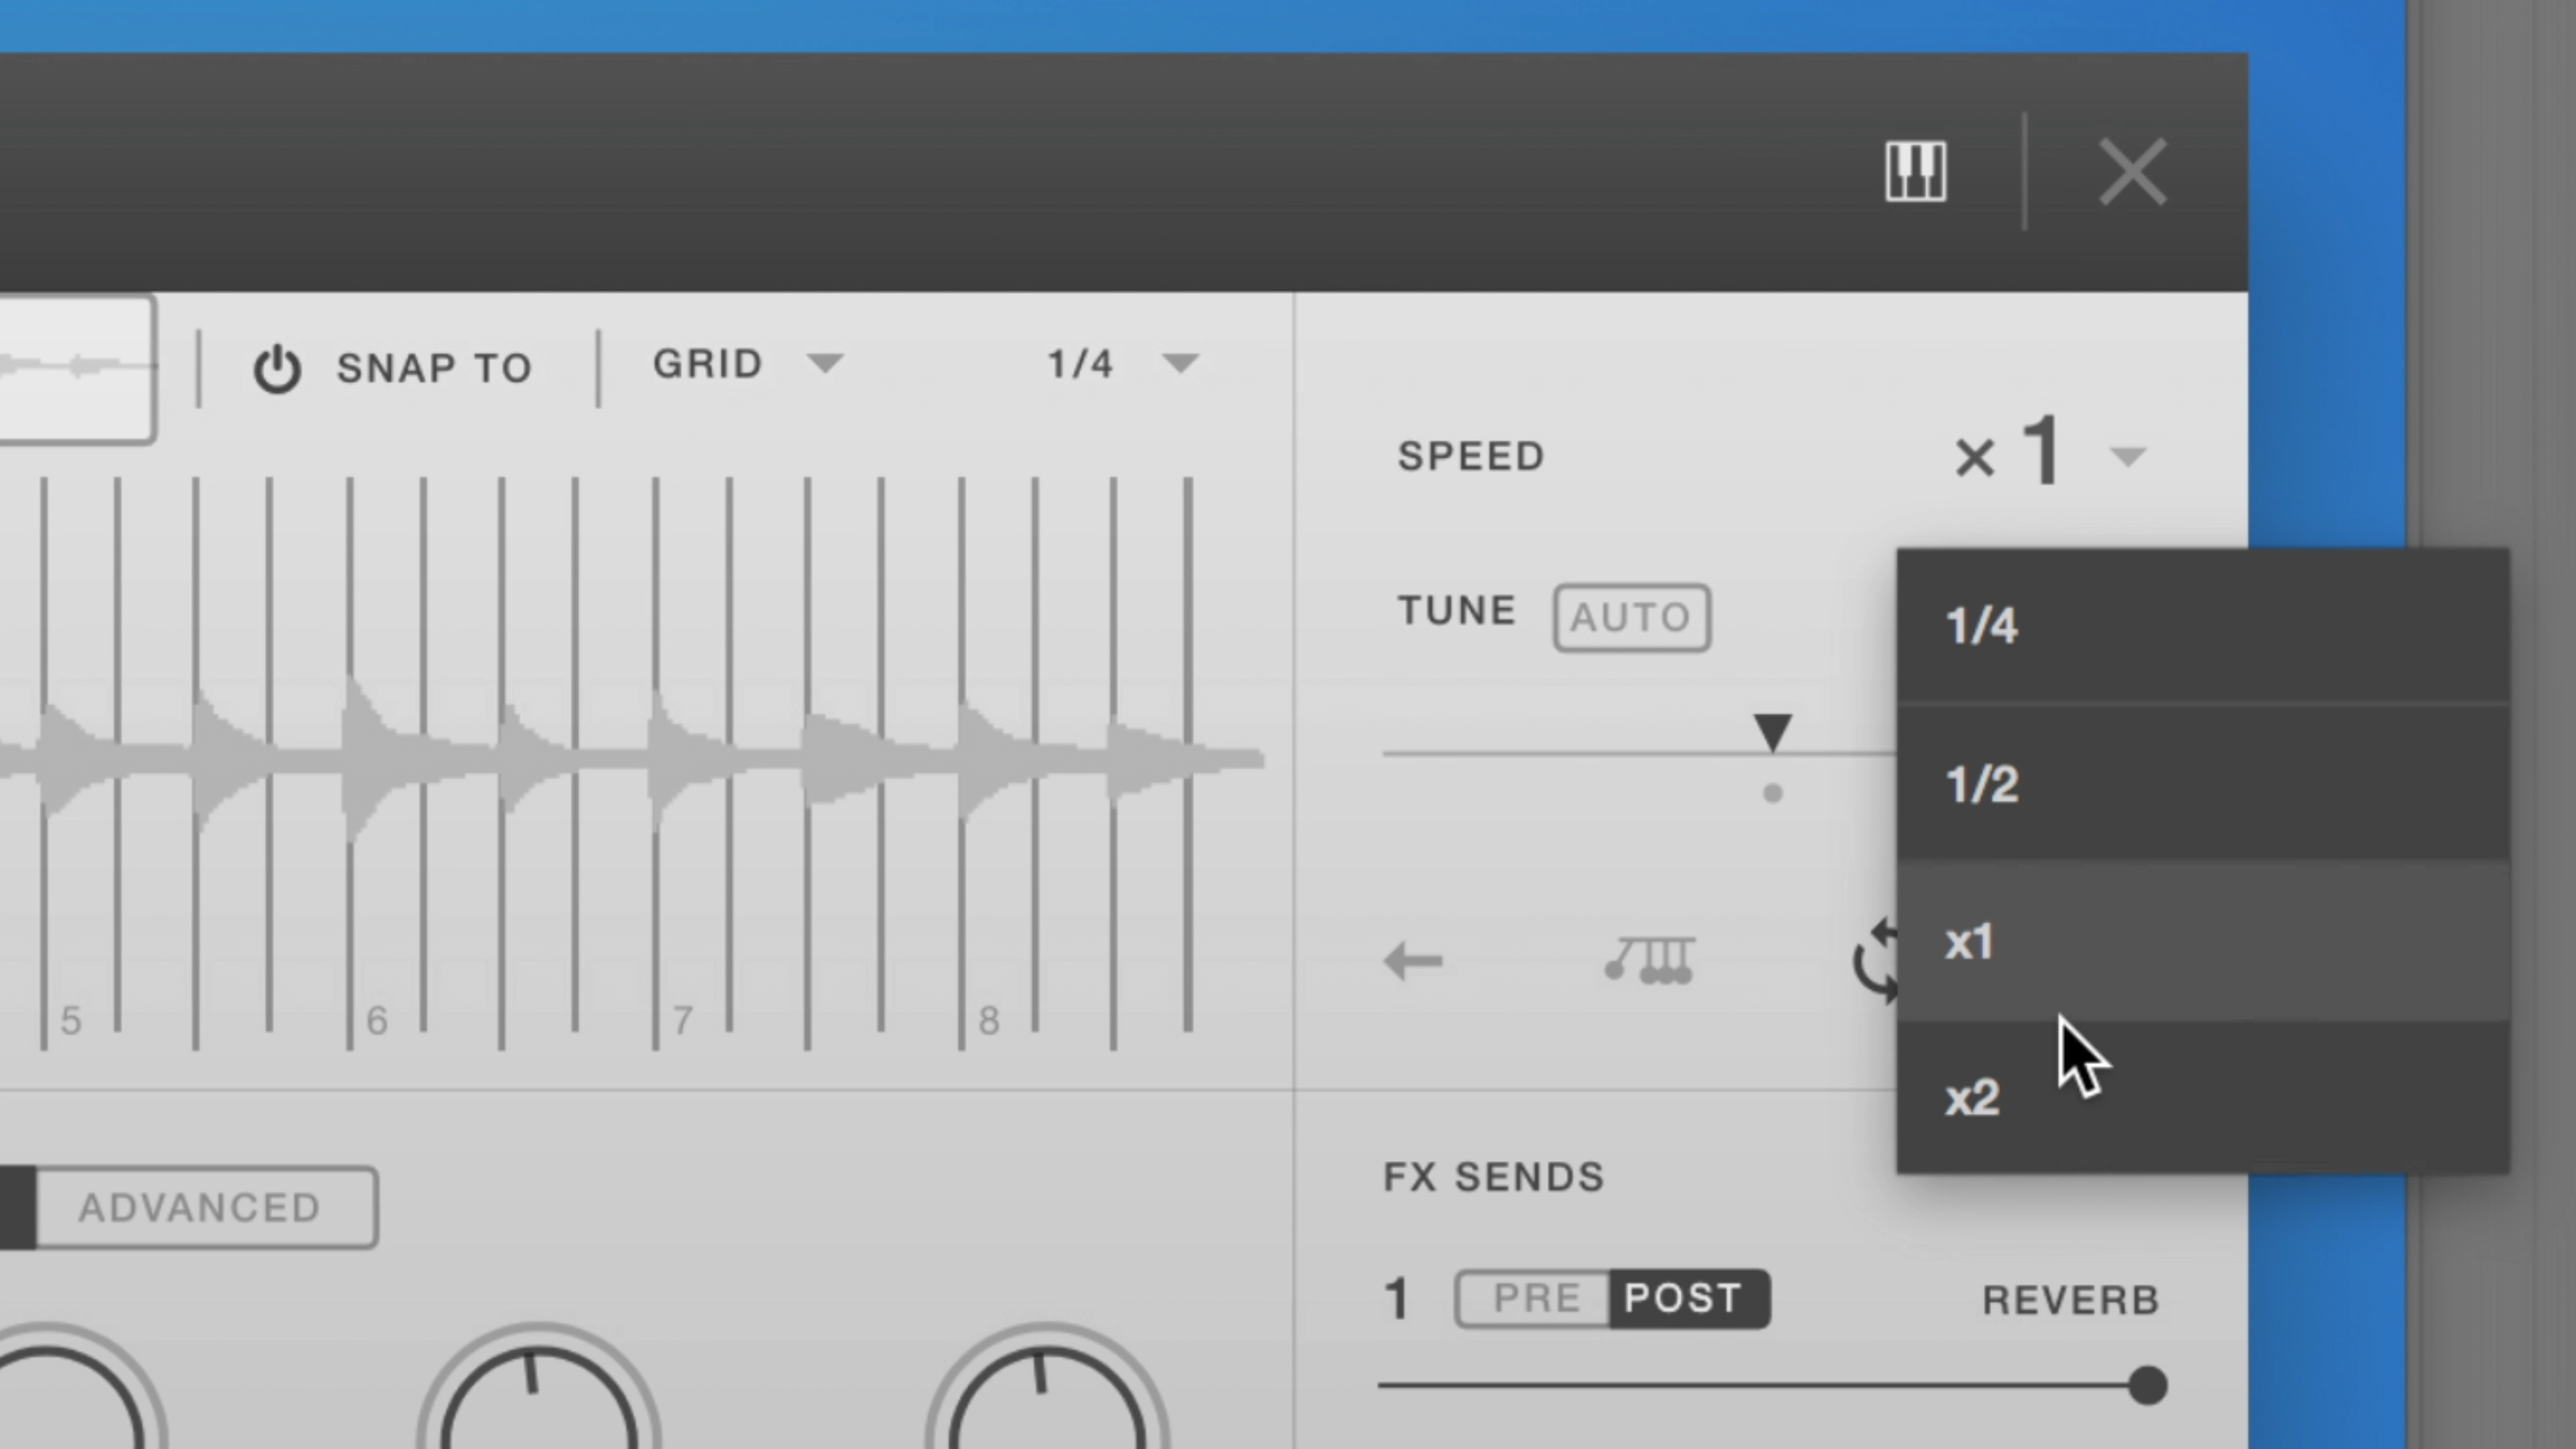 SNAP TO
GRID
1/4
SPEED
× 1
TUNE
AUTO
1/4
1/2
x1
x2
5
6
7
8
ADVANCED
FX SENDS
1
PRE
POST
REVERB